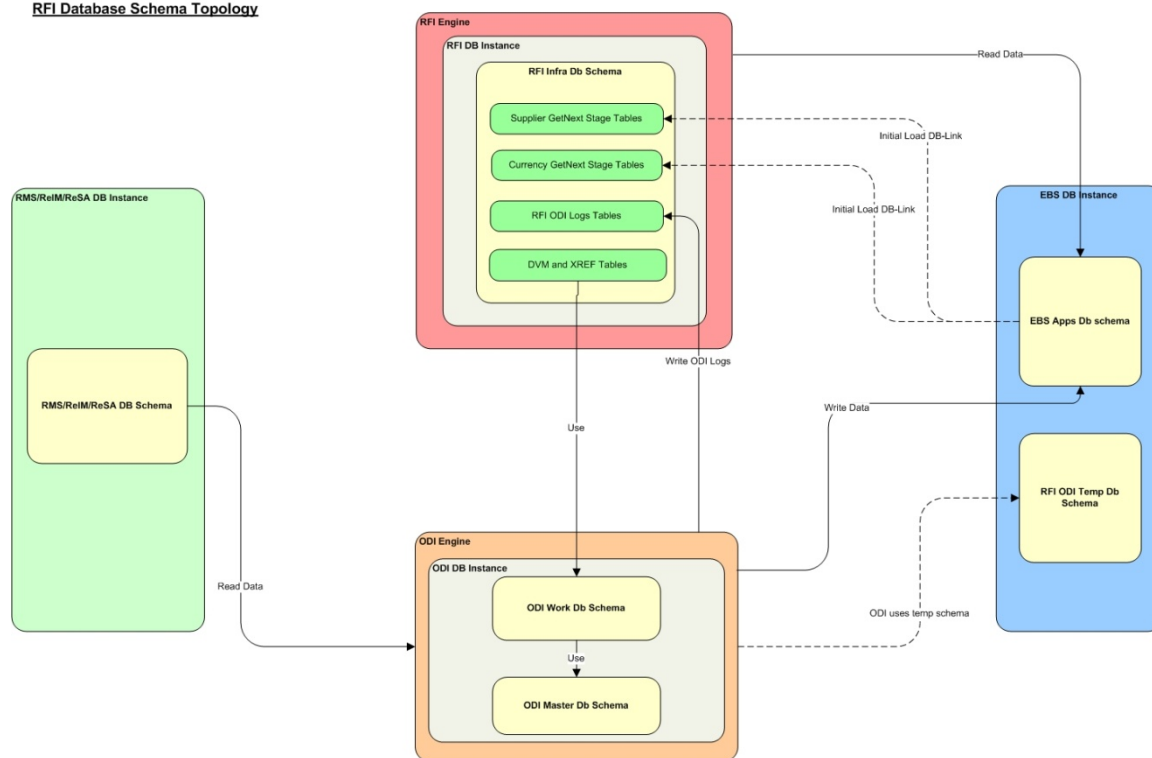 RFI Database Schema Topology
RFI Engine
RFI DB Instance
RFI Infra Db Schema
Supplier GetNext Stage Tables
Currency GetNext Stage Tables
RFI ODI Logs Tables
DVM and XREF Tables
Read Data
Initial Load DB-Link
Initial Load DB-Link
RMS/ReIM/ReSA DB Instance
RMS/ReIM/ReSA DB Schema
EBS DB Instance
EBS Apps Db schema
RFI ODI Temp Db
Schema
Write ODI Logs
Write Data
Use
Read Data
ODI uses temp schema
ODI Engine
ODI DB Instance
ODI Work Db Schema
Use
ODI Master Db Schema